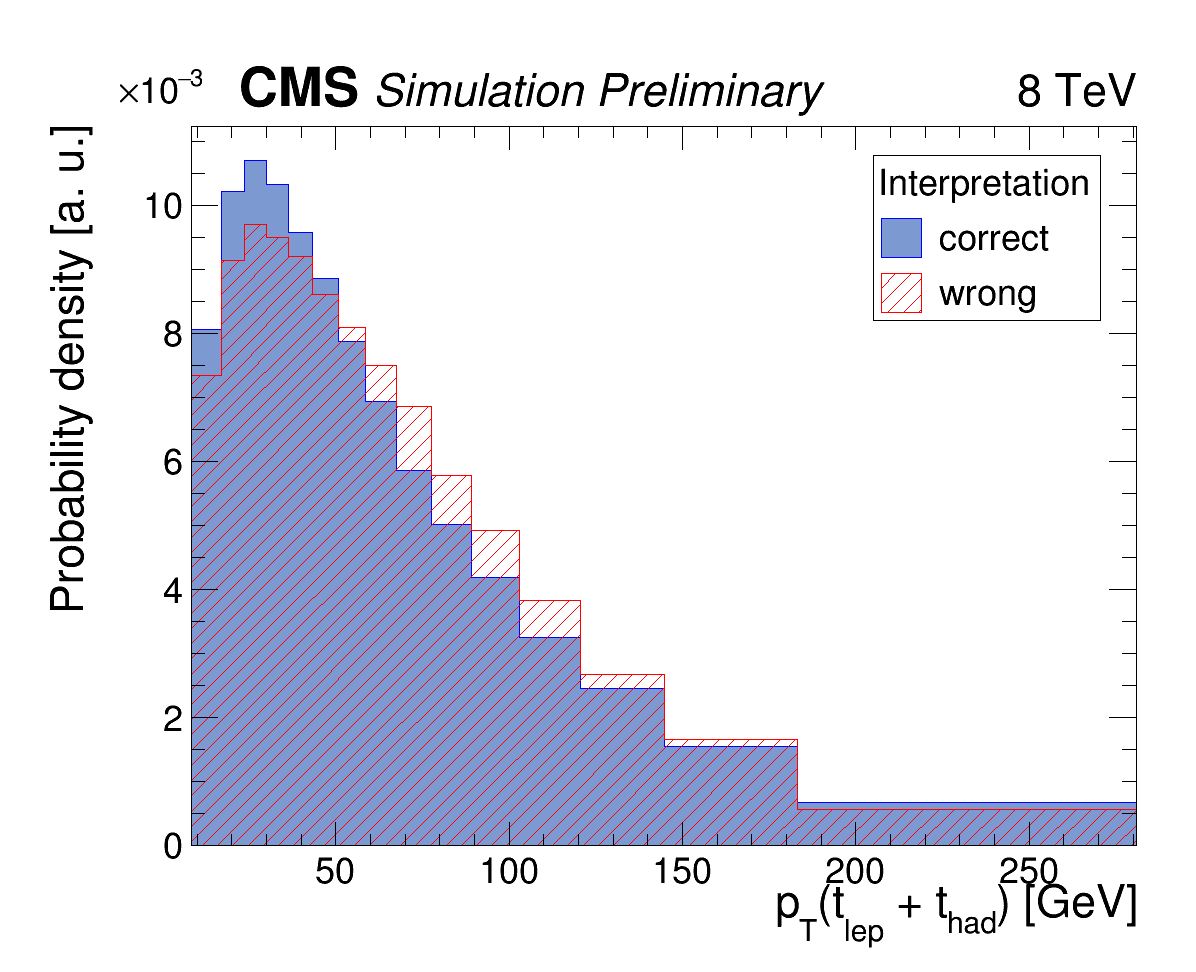 ×10⁻³ CMS Simulation Preliminary 8 TeV
Probability density [a. u.]
10
8
6
4
2
0
Interpretation
correct
wrong
50 100 150 200 250
p_T(t_lep + t_had) [GeV]